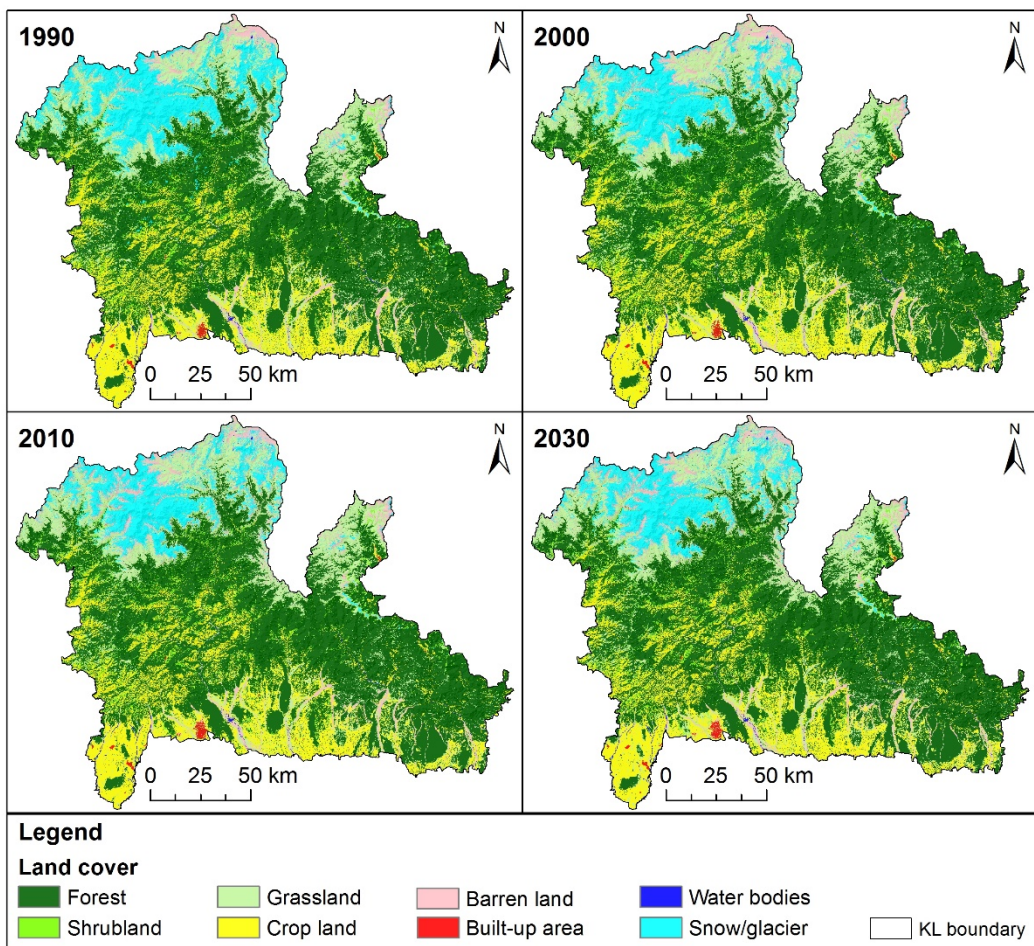 1990
N
0 25 50 km
2000
N
0 25 50 km
2010
N
0 25 50 km
2030
N
0 25 50 km
Legend
Land cover
Forest Grassland Barren land Water bodies
Shrubland Crop land Built-up area Snow/glacier KL boundary